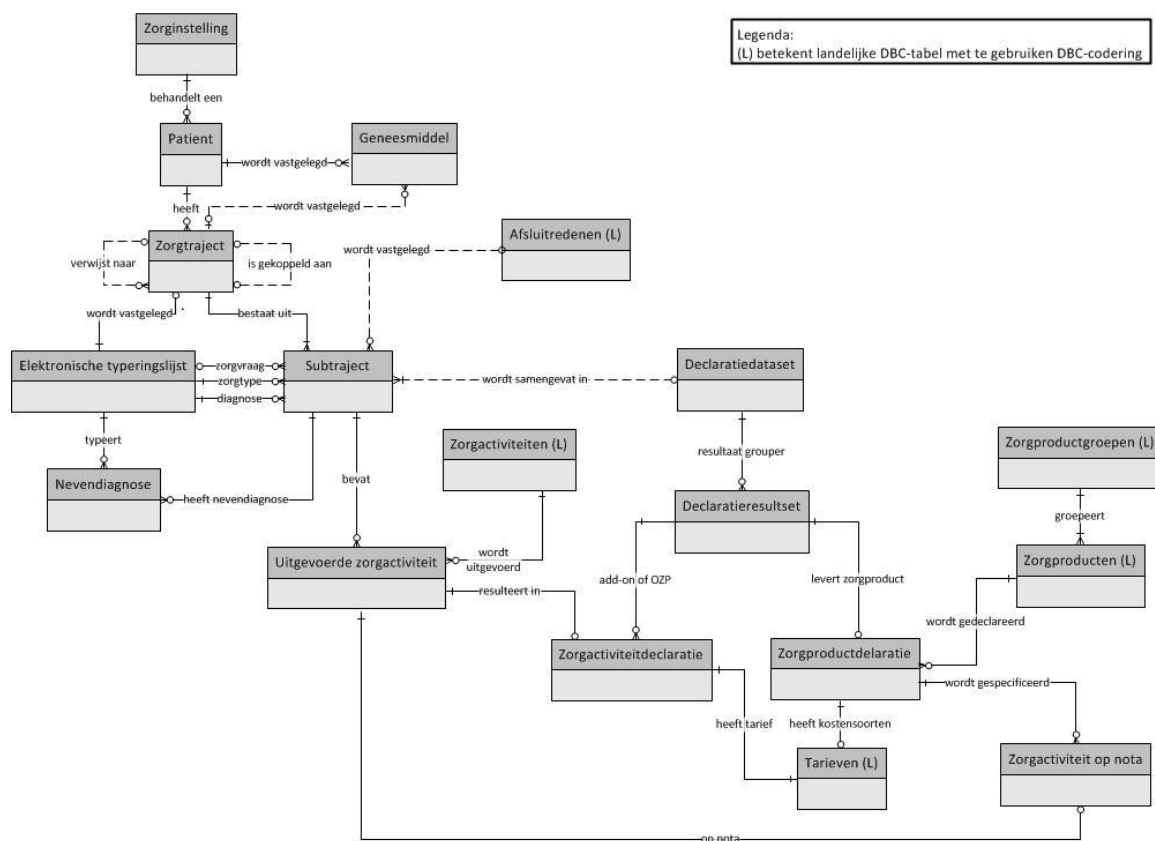 Zorginstelling
Legenda:
(L) betekent landelijke DBC-tabel met te gebruiken DBC-codering
behandelt een
Patient
Geneesmiddel
wordt vastgelegd
heeft
wordt vastgelegd
Zorgtraject
Afsluitredenen (L)
wordt vastgelegd
verwijst naar
is gekoppeld aan
wordt vastgelegd
bestaat uit
Elektronische typeringslijst
zorgvraag
zorgtype
diagnose
Subtraject
Declaratiedataset
wordt samengevat in
typeert
Zorgactiviteiten (L)
Zorgproductgroepen (L)
resultaat grouper
Nevendiagnose
heeft nevendiagnose
bevat
Declaratieresultset
groepeert
Uitgevoerde zorgactiviteit
wordt
uitgevoerd
Zorgproducten (L)
add-on of OZP
levert zorgproduct
resulteert in
wordt gedeclareerd
Zorgactiviteitdeclaratie
Zorgproductdelaratie
wordt gespecificeerd
heeft tarief
heeft kostensoorten
Tarieven (L)
Zorgactiviteit op nota
op nota